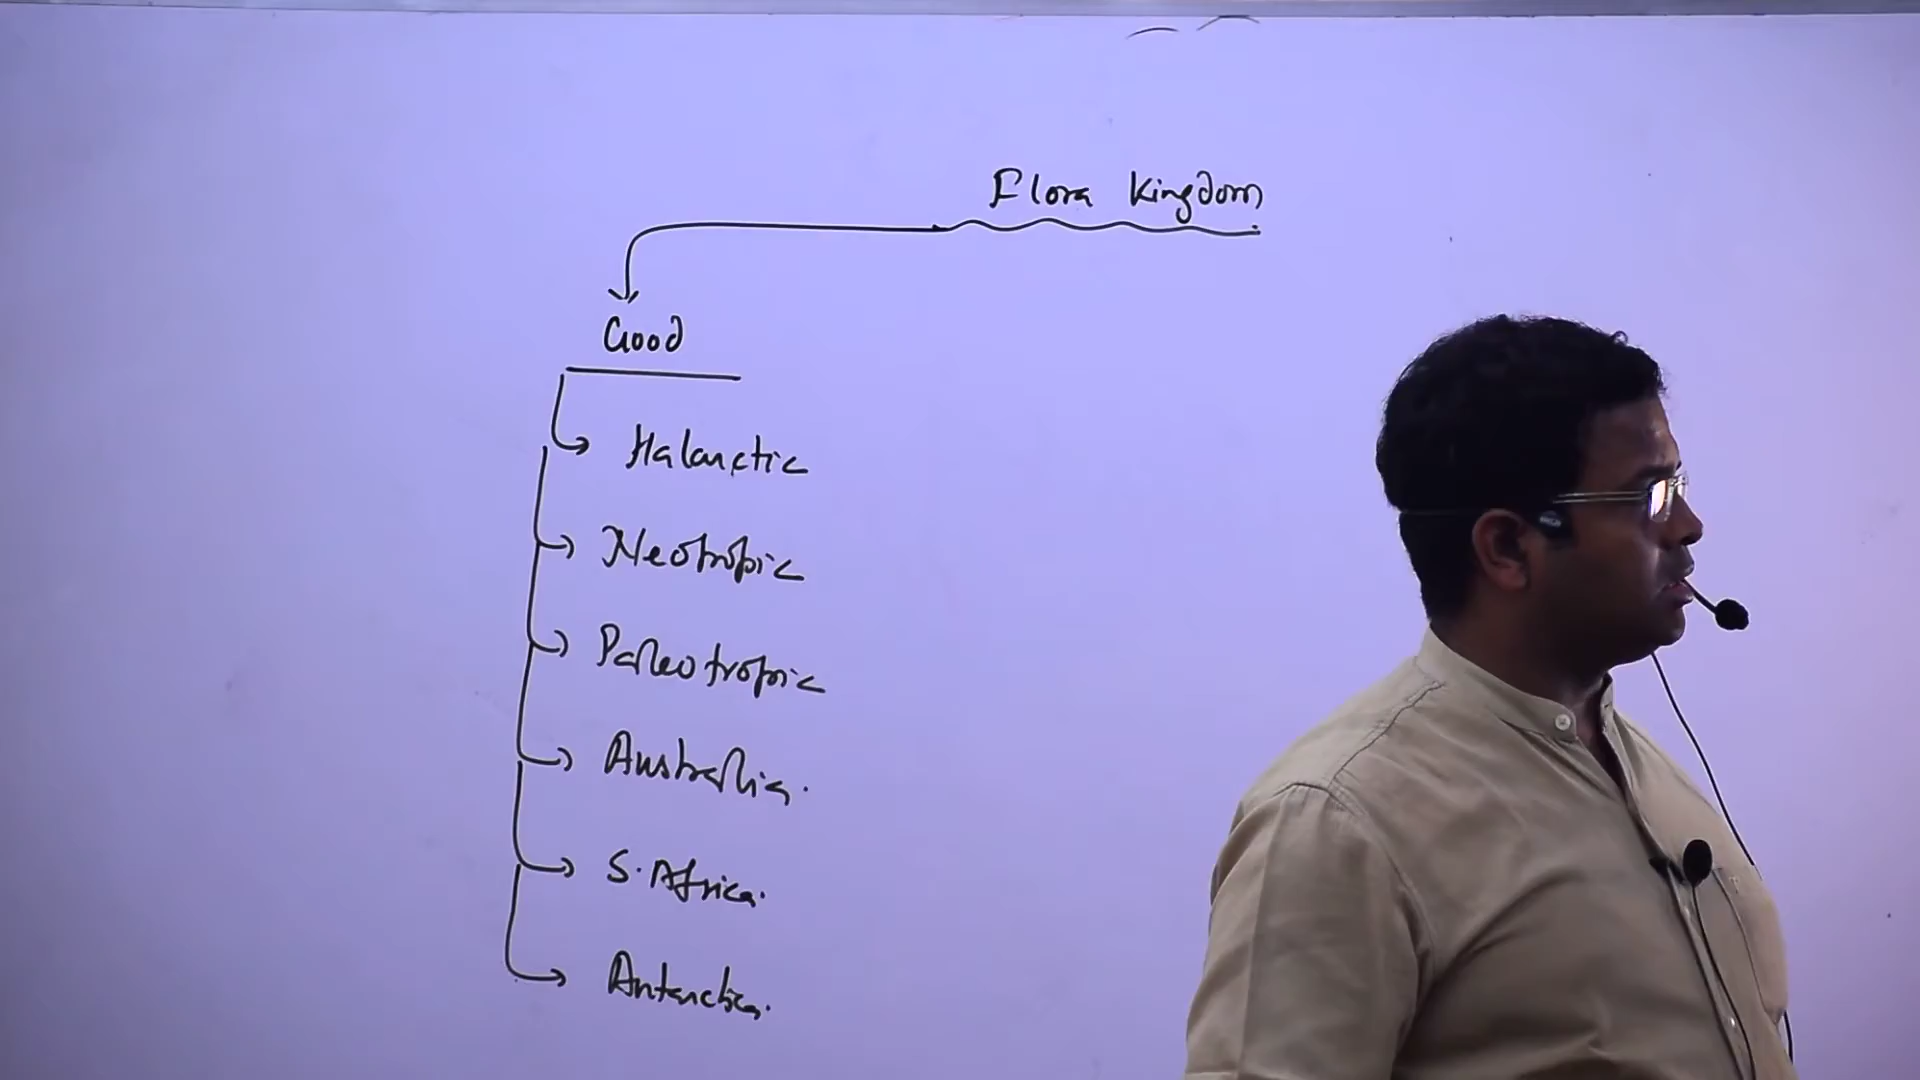 Flora Kingdom
Good
Halarctic
Neotropic
Paleotropic
Australia.
S. Africa.
Antarctica.